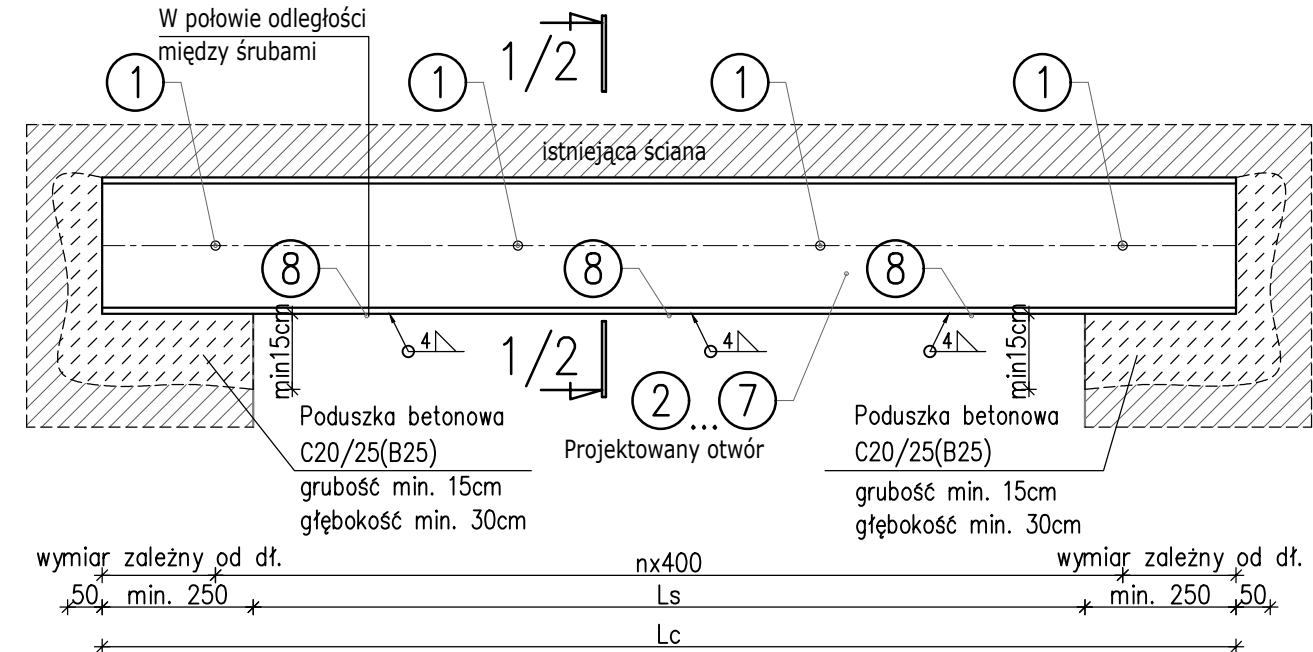 W połowie odległości
między śrubami
1/2
1 1 1 1
istniejąca ściana
8 8 8
min15cm
min15cm
4 4 4
1/2
2 ... 7
Projektowany otwór
Poduszka betonowa
C20/25(B25)
grubość min. 15cm
głębokość min. 30cm
Poduszka betonowa
C20/25(B25)
grubość min. 15cm
głębokość min. 30cm
wymiar zależny od dł. nx400 wymiar zależny od dł.
50 min. 250 Ls min. 250 50
Lc